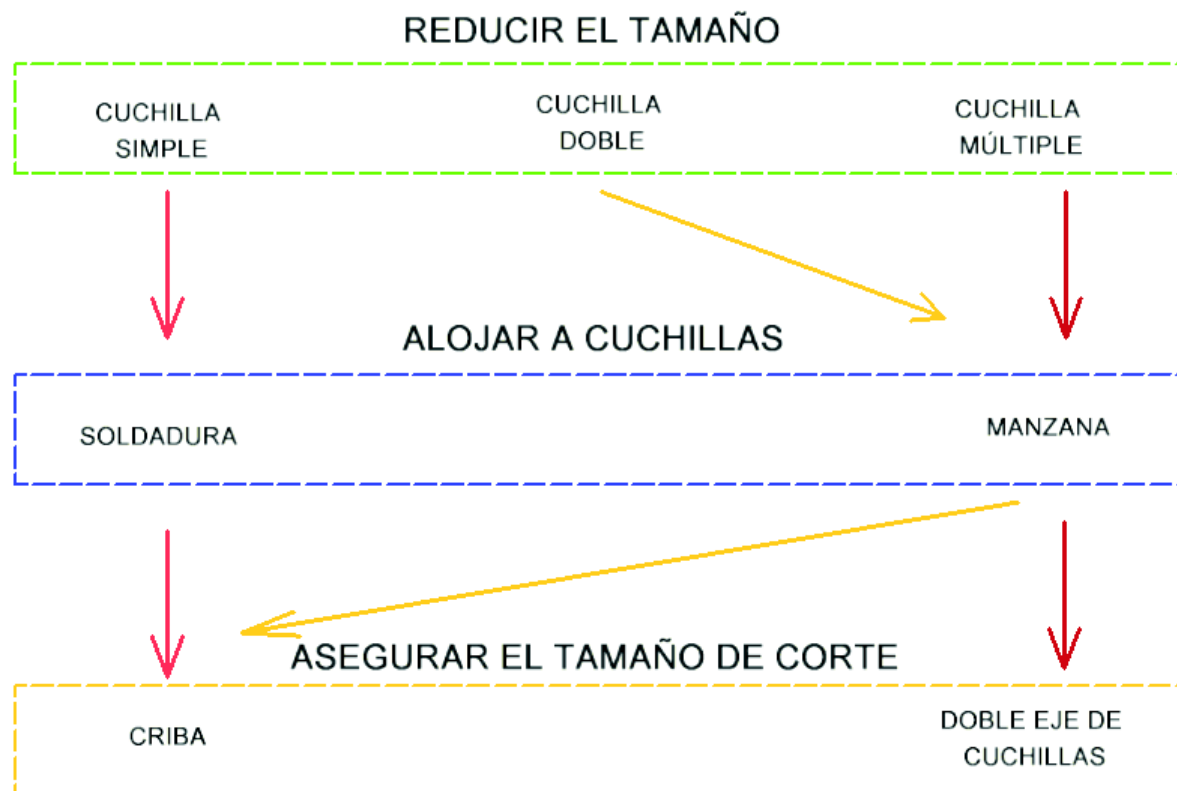 REDUCIR EL TAMAÑO
CUCHILLA
SIMPLE
CUCHILLA
DOBLE
CUCHILLA
MÚLTIPLE
ALOJAR A CUCHILLAS
SOLDADURA
MANZANA
ASEGURAR EL TAMAÑO DE CORTE
CRIBA
DOBLE EJE DE
CUCHILLAS